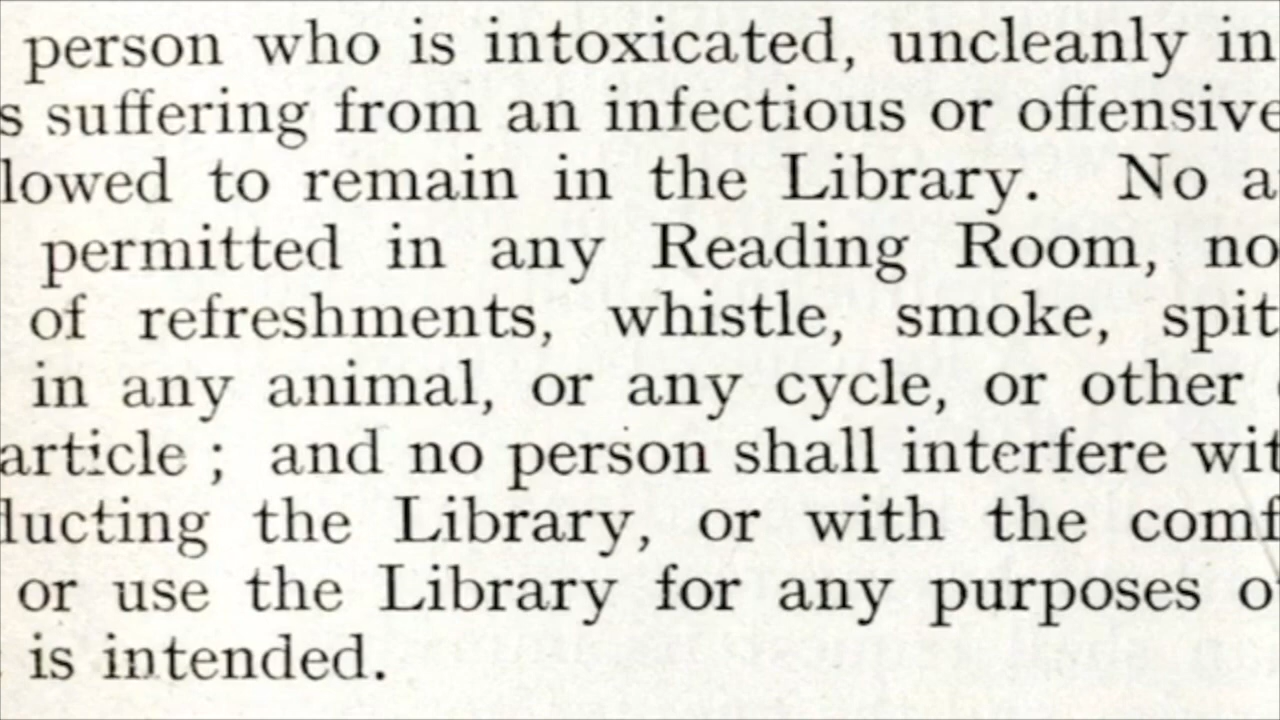 person who is intoxicated, uncleanly in
s suffering from an infectious or offensive
lowed to remain in the Library. No a
permitted in any Reading Room, no
of refreshments, whistle, smoke, spit
in any animal, or any cycle, or other
article ; and no person shall interfere wit
ducting the Library, or with the comf
or use the Library for any purposes o
is intended.